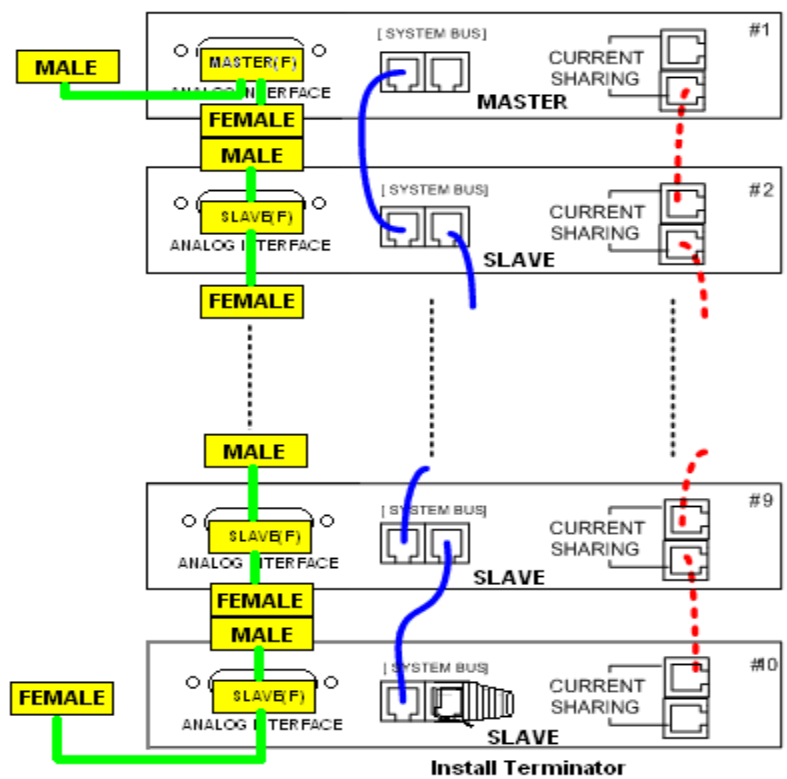 #1
[ SYSTEM BUS]
MALE
MASTER(F)
CURRENT
SHARING
ANALOG INTERFACE
MASTER
FEMALE
MALE
#2
[ SYSTEM BUS]
SLAVE(F)
CURRENT
SHARING
ANALOG INTERFACE
SLAVE
FEMALE
MALE
#9
[ SYSTEM BUS]
SLAVE(F)
CURRENT
SHARING
ANALOG INTERFACE
SLAVE
FEMALE
MALE
#10
[ SYSTEM BUS]
FEMALE
SLAVE(F)
CURRENT
SHARING
ANALOG INTERFACE
SLAVE
Install Terminator